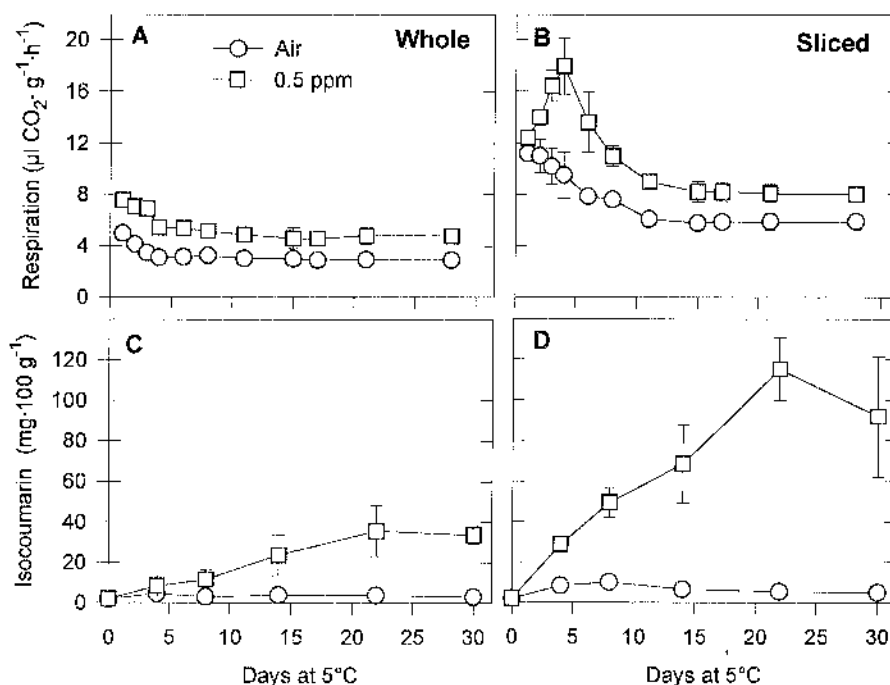 A
Whole
Air
0.5 ppm
B
Sliced
Respiration (µl CO₂· g⁻¹·h⁻¹)
20
16
12
8
4
0
C
D
Isocoumarin (mg·100 g⁻¹)
120
100
80
60
40
20
0
0 5 10 15 20 25 30
0 5 10 15 20 25 30
Days at 5°C
Days at 5°C